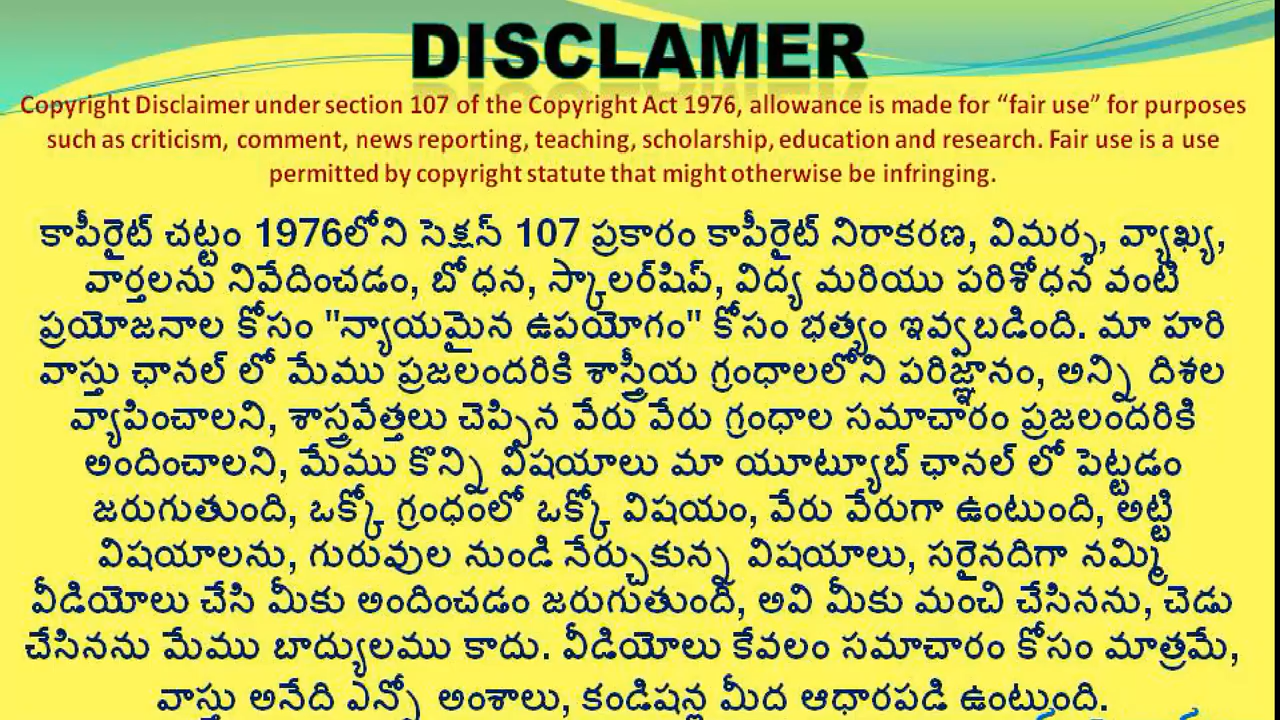 DISCLAMER
Copyright Disclaimer under section 107 of the Copyright Act 1976, allowance is made for “fair use” for purposes
such as criticism, comment, news reporting, teaching, scholarship, education and research. Fair use is a use
permitted by copyright statute that might otherwise be infringing.
కాపీరైట్ చట్టం 1976లోని సెక్షన్ 107 ప్రకారం కాపీరైట్ నిరాకరణ, విమర్శ, వ్యాఖ్య,
వార్తలను నివేదించడం, బోధన, స్కాలర్‌షిప్, విద్య మరియు పరిశోధన వంటి
ప్రయోజనాల కోసం "న్యాయమైన ఉపయోగం" కోసం భత్యం ఇవ్వబడింది. మా హరి
వాస్తు ఛానల్ లో మేము ప్రజలందరికి శాస్త్రీయ గ్రంధాలలోని పరిజ్ఞానం, అన్ని దిశల
వ్యాపించాలని, శాస్త్రవేత్తలు చెప్పిన వేరు వేరు గ్రంధాల సమాచారం ప్రజలందరికి
అందించాలని, మేము కొన్ని విషయాలు మా యూట్యూబ్ ఛానల్ లో పెట్టడం
జరుగుతుంది, ఒక్కో గ్రంధంలో ఒక్కో విషయం, వేరు వేరుగా ఉంటుంది, అట్టి
విషయాలను, గురువుల నుండి నేర్చుకున్న విషయాలు, సరైనదిగా నమ్మి
వీడియోలు చేసి మీకు అందించడం జరుగుతుంది, అవి మీకు మంచి చేసినను, చెడు
చేసినను మేము బాద్యులము కాదు. వీడియోలు కేవలం సమాచారం కోసం మాత్రమే,
వాస్తు అనేది ఎన్నో అంశాలు, కండిషన్ల మీద ఆధారపడి ఉంటుంది.